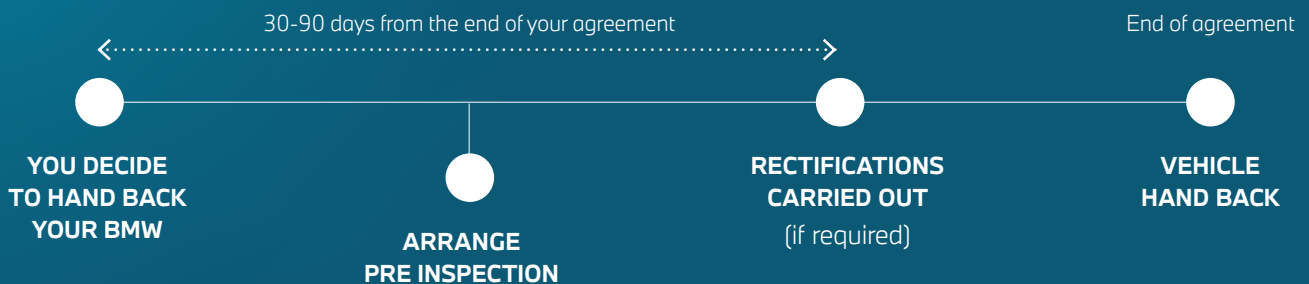 30-90 days from the end of your agreement
End of agreement
YOU DECIDE
TO HAND BACK
YOUR BMW
ARRANGE
PRE INSPECTION
RECTIFICATIONS
CARRIED OUT
(if required)
VEHICLE
HAND BACK